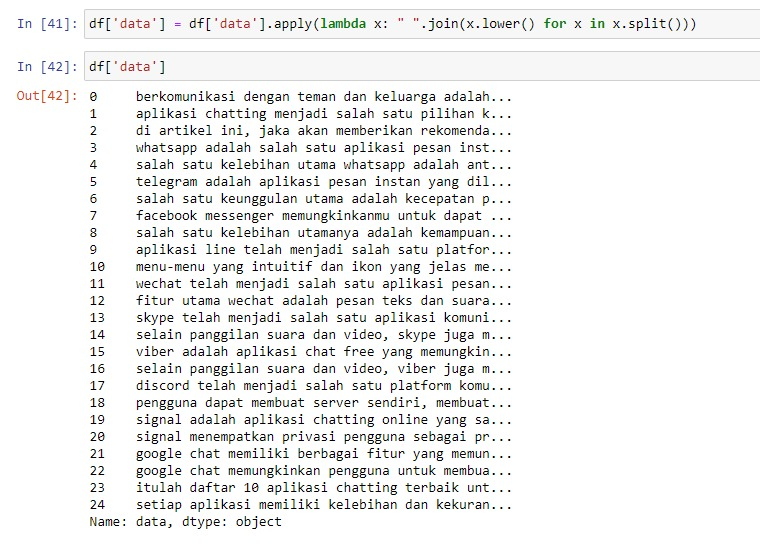 In [41]: df['data'] = df['data'].apply(lambda x: " ".join(x.lower() for x in x.split()))
In [42]: df['data']
Out[42]: 0 berkomunikasi dengan teman dan keluarga adalah...
1 aplikasi chatting menjadi salah satu pilihan k...
2 di artikel ini, jaka akan memberikan rekomenda...
3 whatsapp adalah salah satu aplikasi pesan inst...
4 salah satu kelebihan utama whatsapp adalah ant...
5 telegram adalah aplikasi pesan instan yang dil...
6 salah satu keunggulan utama adalah kecepatan p...
7 facebook messenger memungkinkanmu untuk dapat ...
8 salah satu kelebihan utamanya adalah kemampuan...
9 aplikasi line telah menjadi salah satu platfor...
10 menu-menu yang intuitif dan ikon yang jelas me...
11 wechat telah menjadi salah satu aplikasi pesan...
12 fitur utama wechat adalah pesan teks dan suara...
13 skype telah menjadi salah satu aplikasi komuni...
14 selain panggilan suara dan video, skype juga m...
15 viber adalah aplikasi chat free yang memungkin...
16 selain panggilan suara dan video, viber juga m...
17 discord telah menjadi salah satu platform komu...
18 pengguna dapat membuat server sendiri, membuat...
19 signal adalah aplikasi chatting online yang sa...
20 signal menempatkan privasi pengguna sebagai pr...
21 google chat memiliki berbagai fitur yang memun...
22 google chat memungkinkan pengguna untuk membua...
23 itulah daftar 10 aplikasi chatting terbaik unt...
24 setiap aplikasi memiliki kelebihan dan kekuran...
Name: data, dtype: object